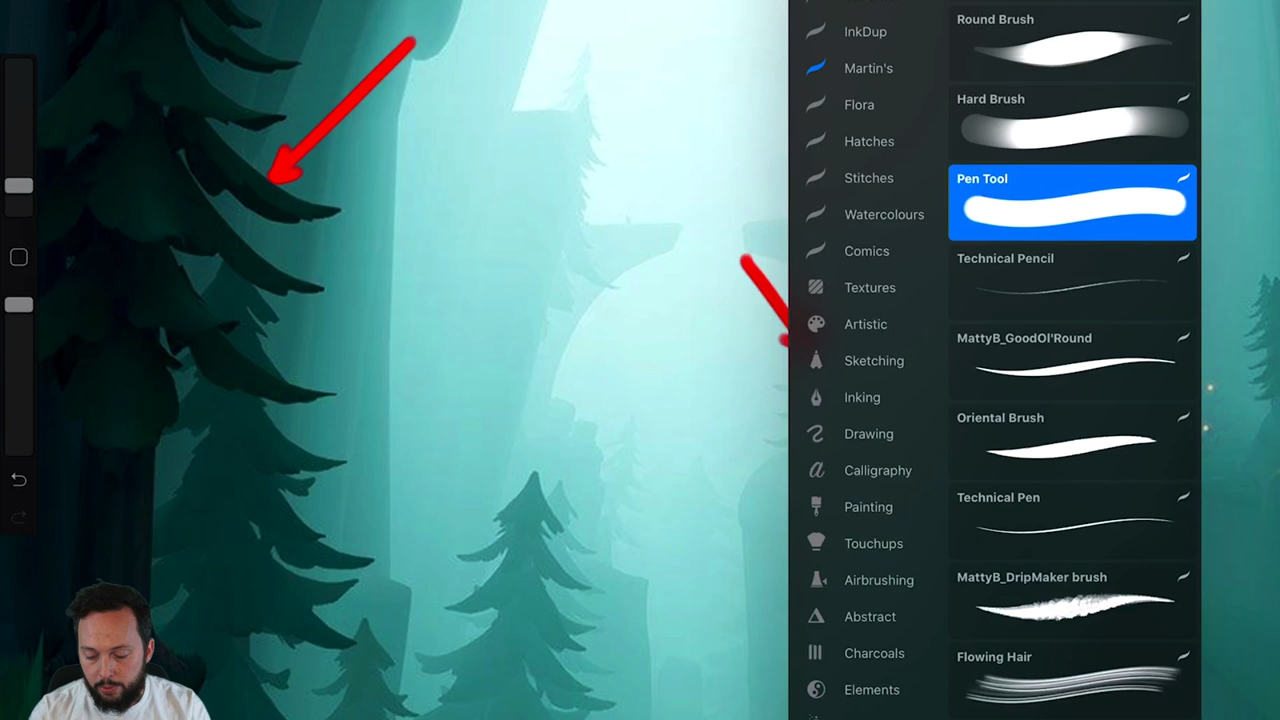 InkDup
Martin's
Flora
Hatches
Stitches
Watercolours
Comics
Textures
Artistic
Sketching
Inking
Drawing
Calligraphy
Painting
Touchups
Airbrushing
Abstract
Charcoals
Elements
Round Brush
Hard Brush
Pen Tool
Technical Pencil
MattyB_GoodOl'Round
Oriental Brush
Technical Pen
MattyB_DripMaker brush
Flowing Hair